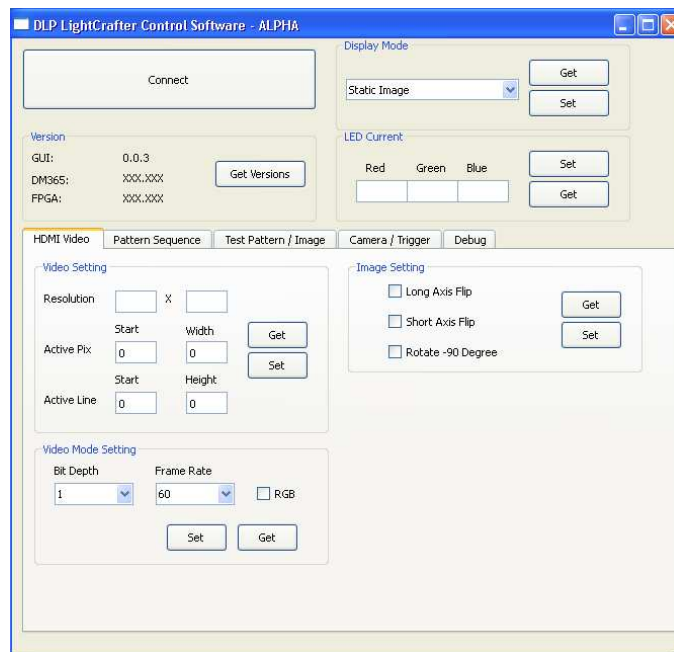 DLP LightCrafter Control Software - ALPHA
Connect
Display Mode
Static Image
Get
Set
Version
GUI: 0.0.3
DM365: XXX.XXX
FPGA: XXX.XXX
Get Versions
LED Current
Red Green Blue
Set
Get
HDMI Video Pattern Sequence Test Pattern / Image Camera / Trigger Debug
Video Setting
Resolution X
Start Width
Active Pix 0 0
Get
Set
Start Height
Active Line 0 0
Image Setting
Long Axis Flip
Short Axis Flip
Rotate -90 Degree
Get
Set
Video Mode Setting
Bit Depth Frame Rate
1 60 RGB
Set Get